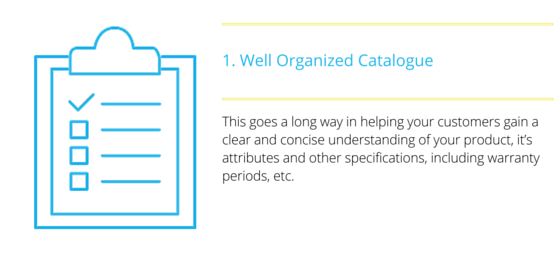 1. Well Organized Catalogue
This goes a long way in helping your customers gain a
clear and concise understanding of your product, it's
attributes and other specifications, including warranty
periods, etc.